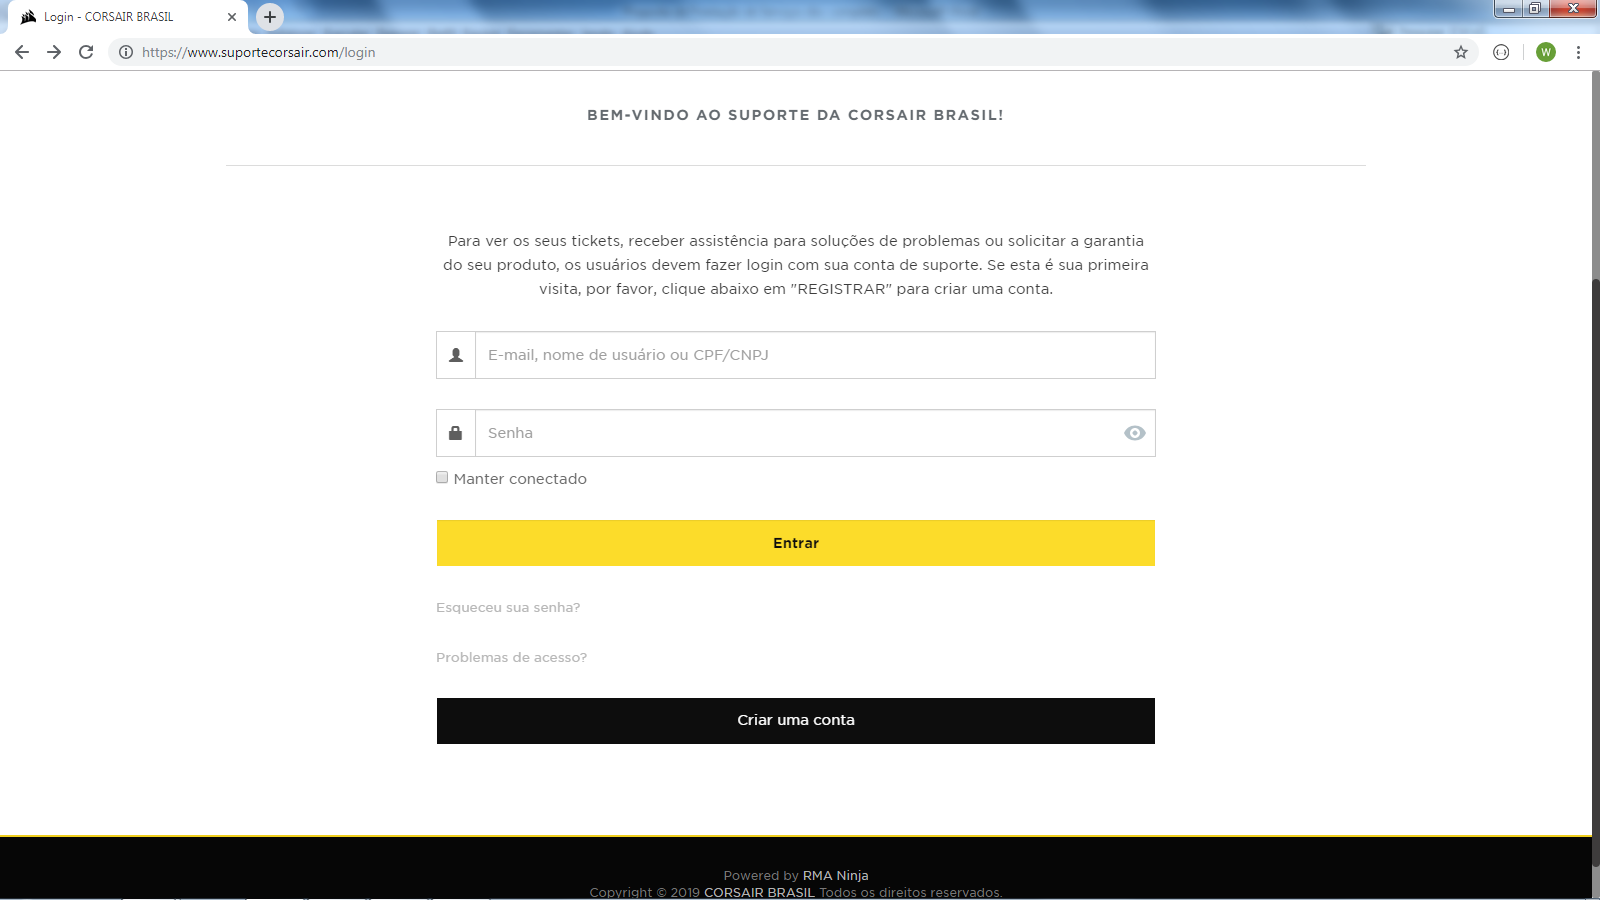 Login - CORSAIR BRASIL
https://www.suportecorsair.com/login
W
BEM-VINDO AO SUPORTE DA CORSAIR BRASIL!
Para ver os seus tickets, receber assistência para soluções de problemas ou solicitar a garantia
do seu produto, os usuários devem fazer login com sua conta de suporte. Se esta é sua primeira
visita, por favor, clique abaixo em "REGISTRAR" para criar uma conta.
E-mail, nome de usuário ou CPF/CNPJ
Senha
Manter conectado
Entrar
Esqueceu sua senha?
Problemas de acesso?
Criar uma conta
Powered by RMA Ninja
Copyright © 2019 CORSAIR BRASIL Todos os direitos reservados.